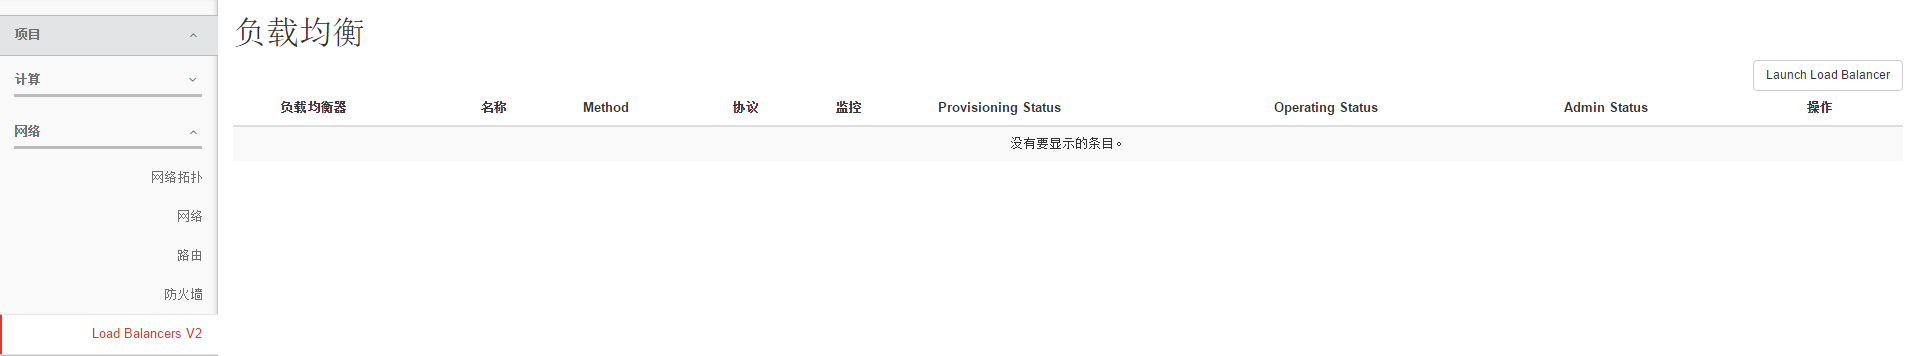 项目
计算
网络
网络拓扑
网络
路由
防火墙
Load Balancers V2
负载均衡
Launch Load Balancer
负载均衡器 名称 Method 协议 监控 Provisioning Status Operating Status Admin Status 操作
没有要显示的条目。